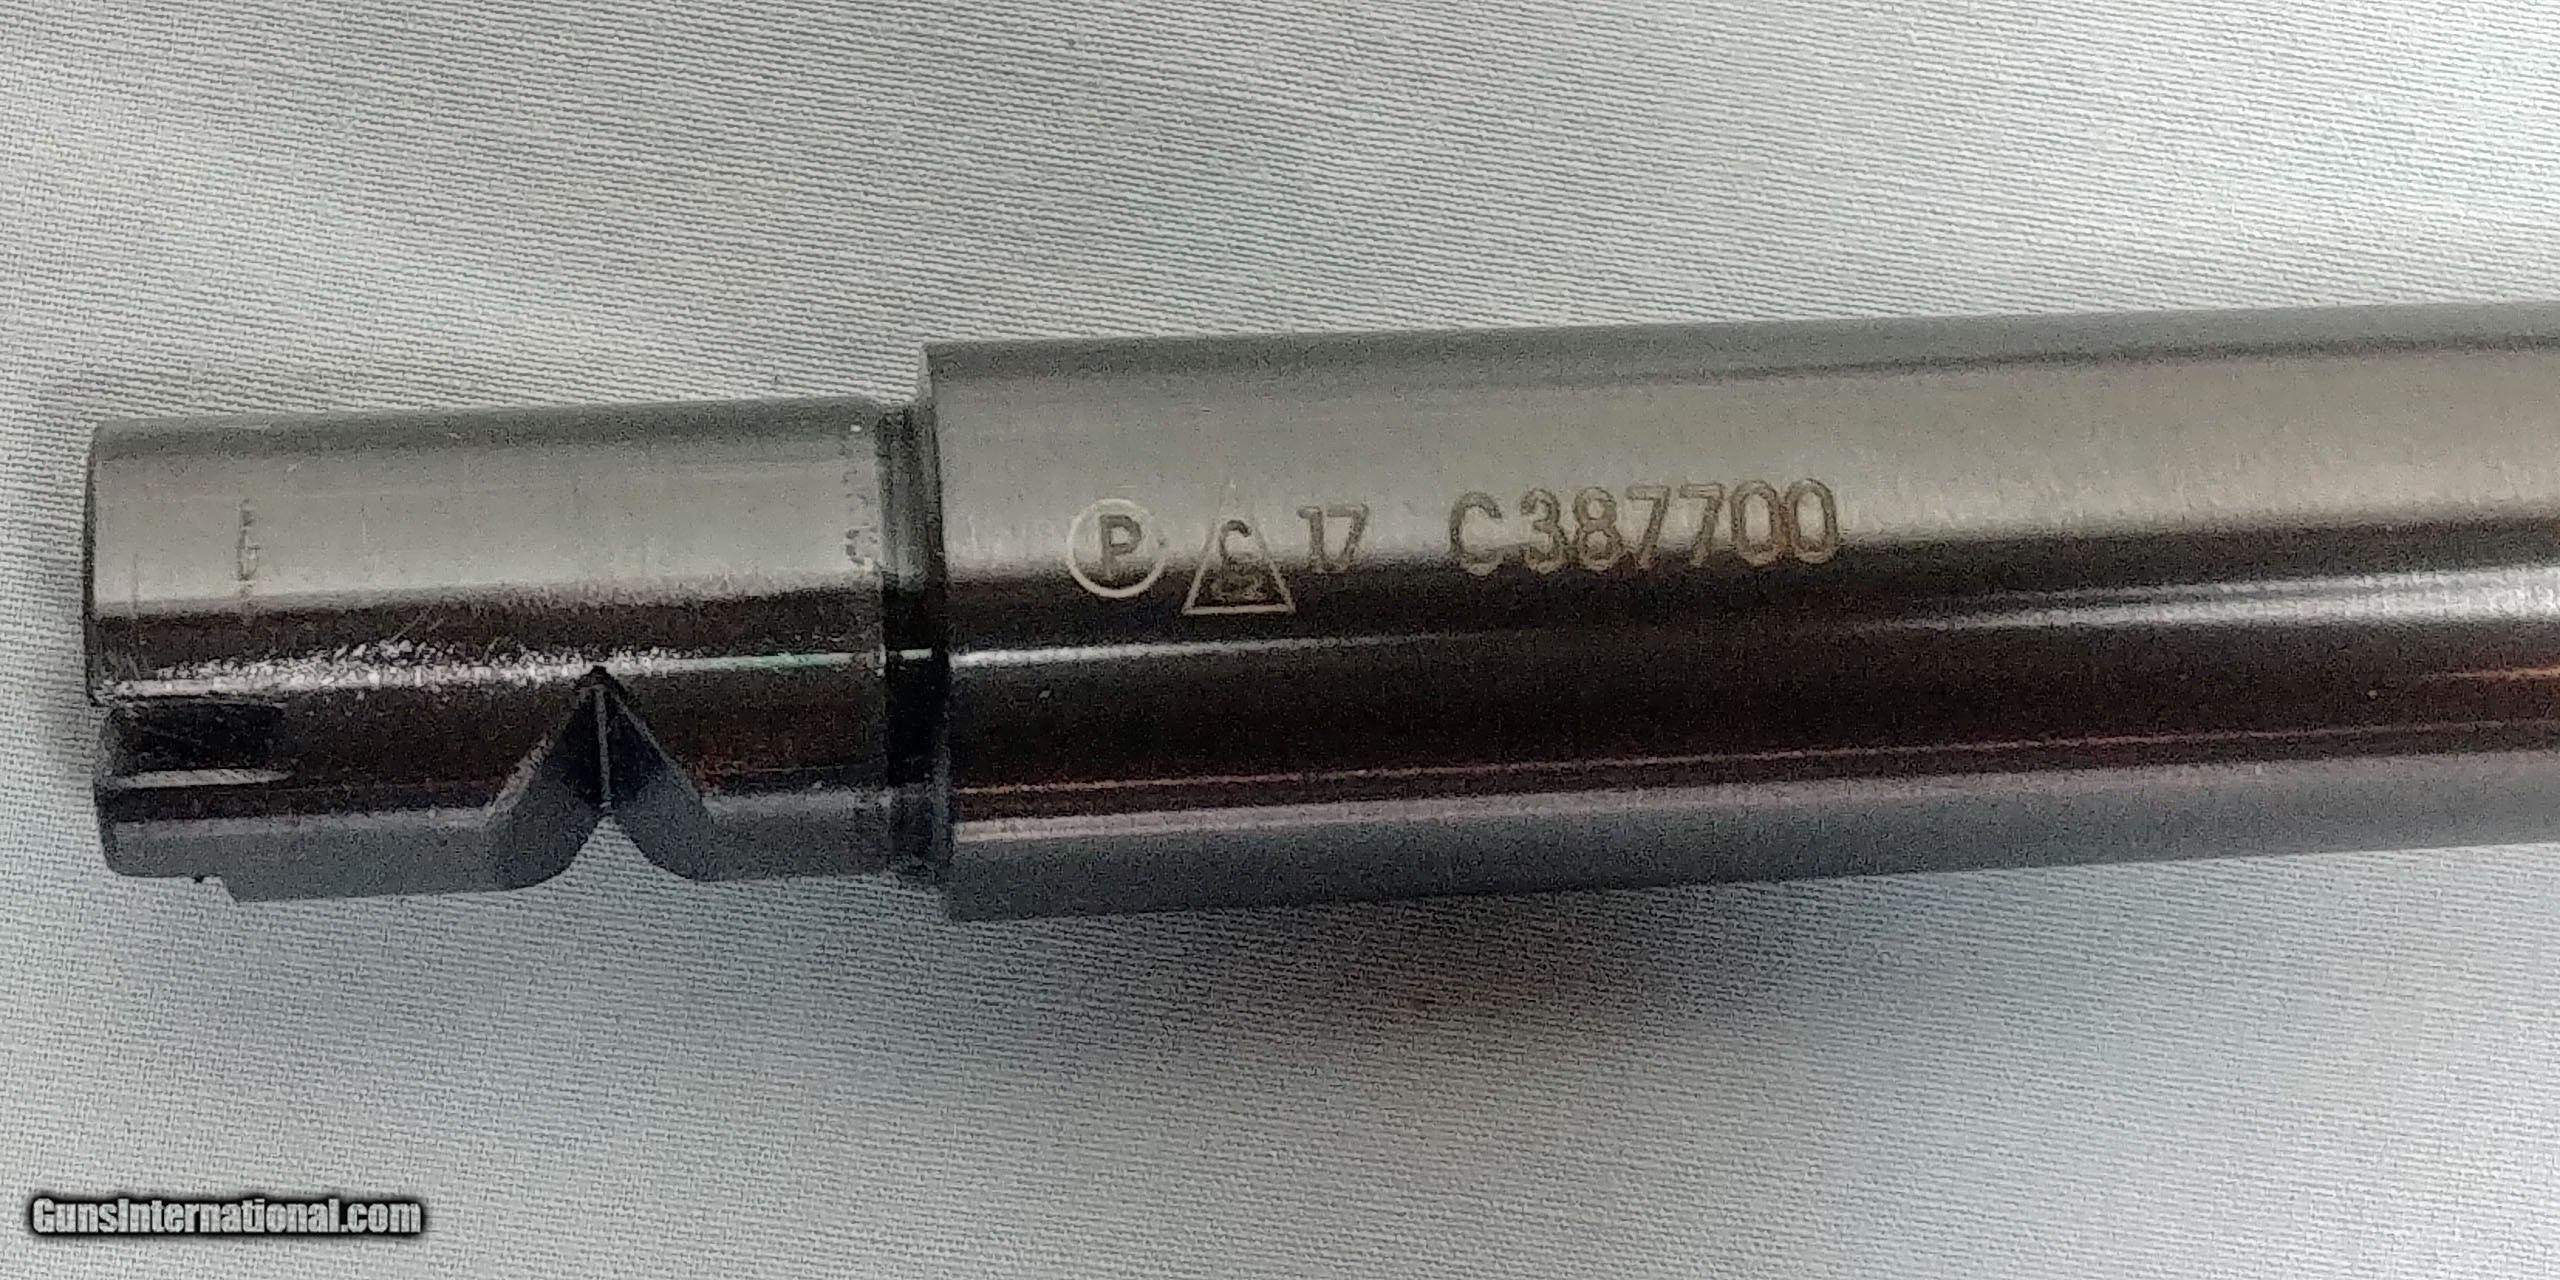 P C 17 C387700
GunsInternational.com